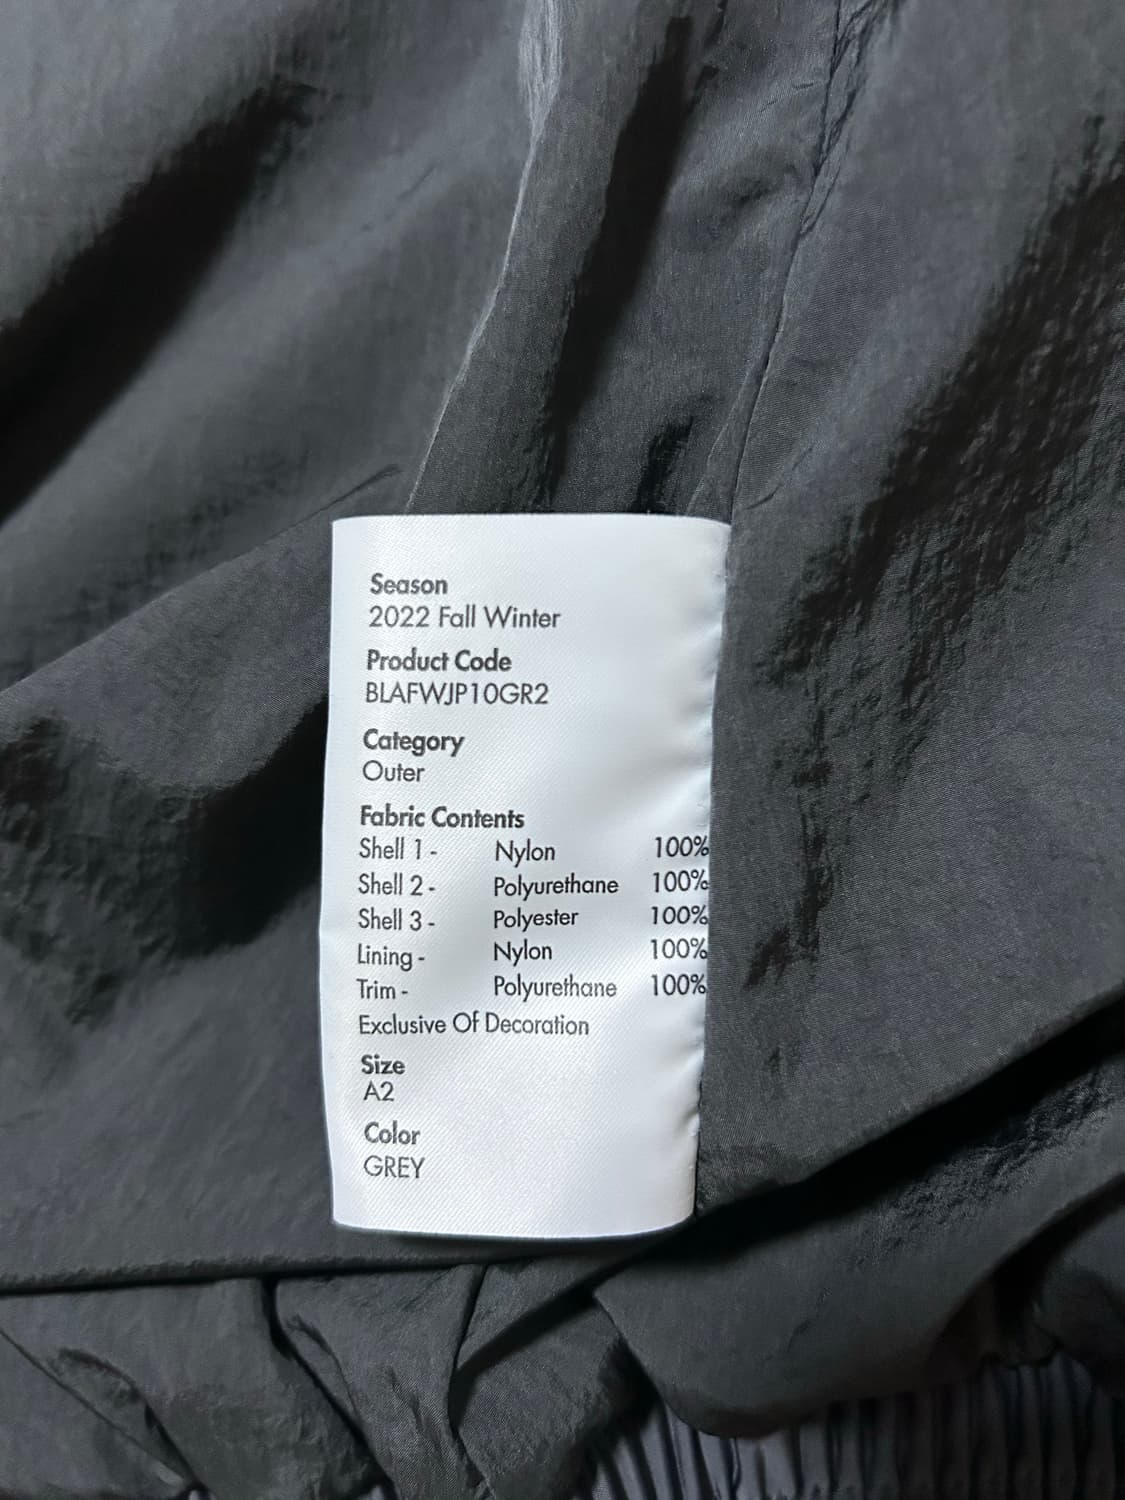 Season
2022 Fall Winter
Product Code
BLAFWJP10GR2
Category
Outer
Fabric Contents
Shell 1 - Nylon 100%
Shell 2 - Polyurethane 100%
Shell 3 - Polyester 100%
Lining - Nylon 100%
Trim - Polyurethane 100%
Exclusive Of Decoration
Size
A2
Color
GREY